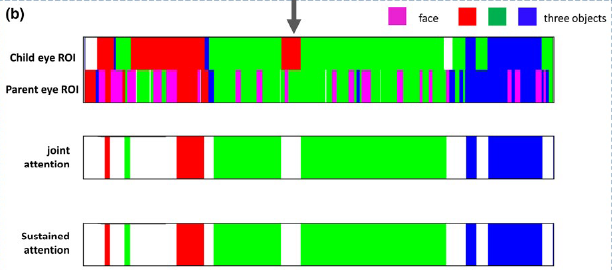 (b)
face
three objects
Child eye ROI
Parent eye ROI
joint
attention
Sustained
attention